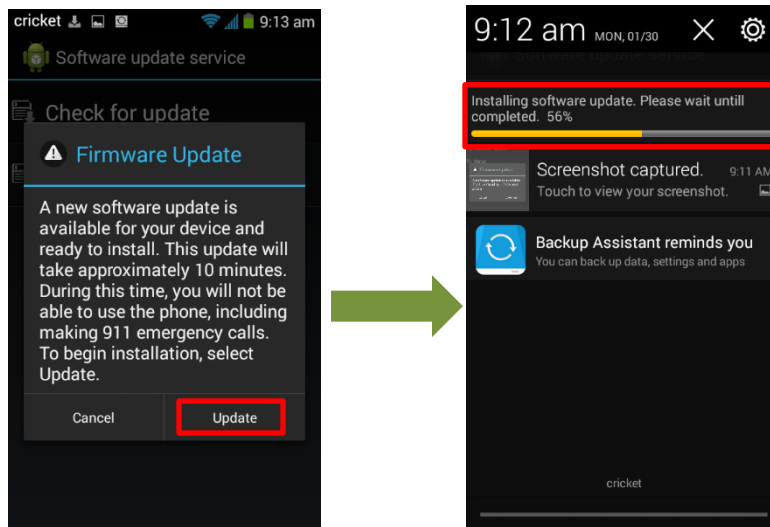 cricket 9:13 am
Software update service
Check for update
Firmware Update
A new software update is
available for your device and
ready to install. This update will
take approximately 10 minutes.
During this time, you will not be
able to use the phone, including
making 911 emergency calls.
To begin installation, select
Update.
Cancel Update
9:12 am MON, 01/30
Software update service
Installing software update. Please wait untill
completed. 56%
Screenshot captured. 9:11 AM
Touch to view your screenshot.
Backup Assistant reminds you
You can back up data, settings and apps
cricket